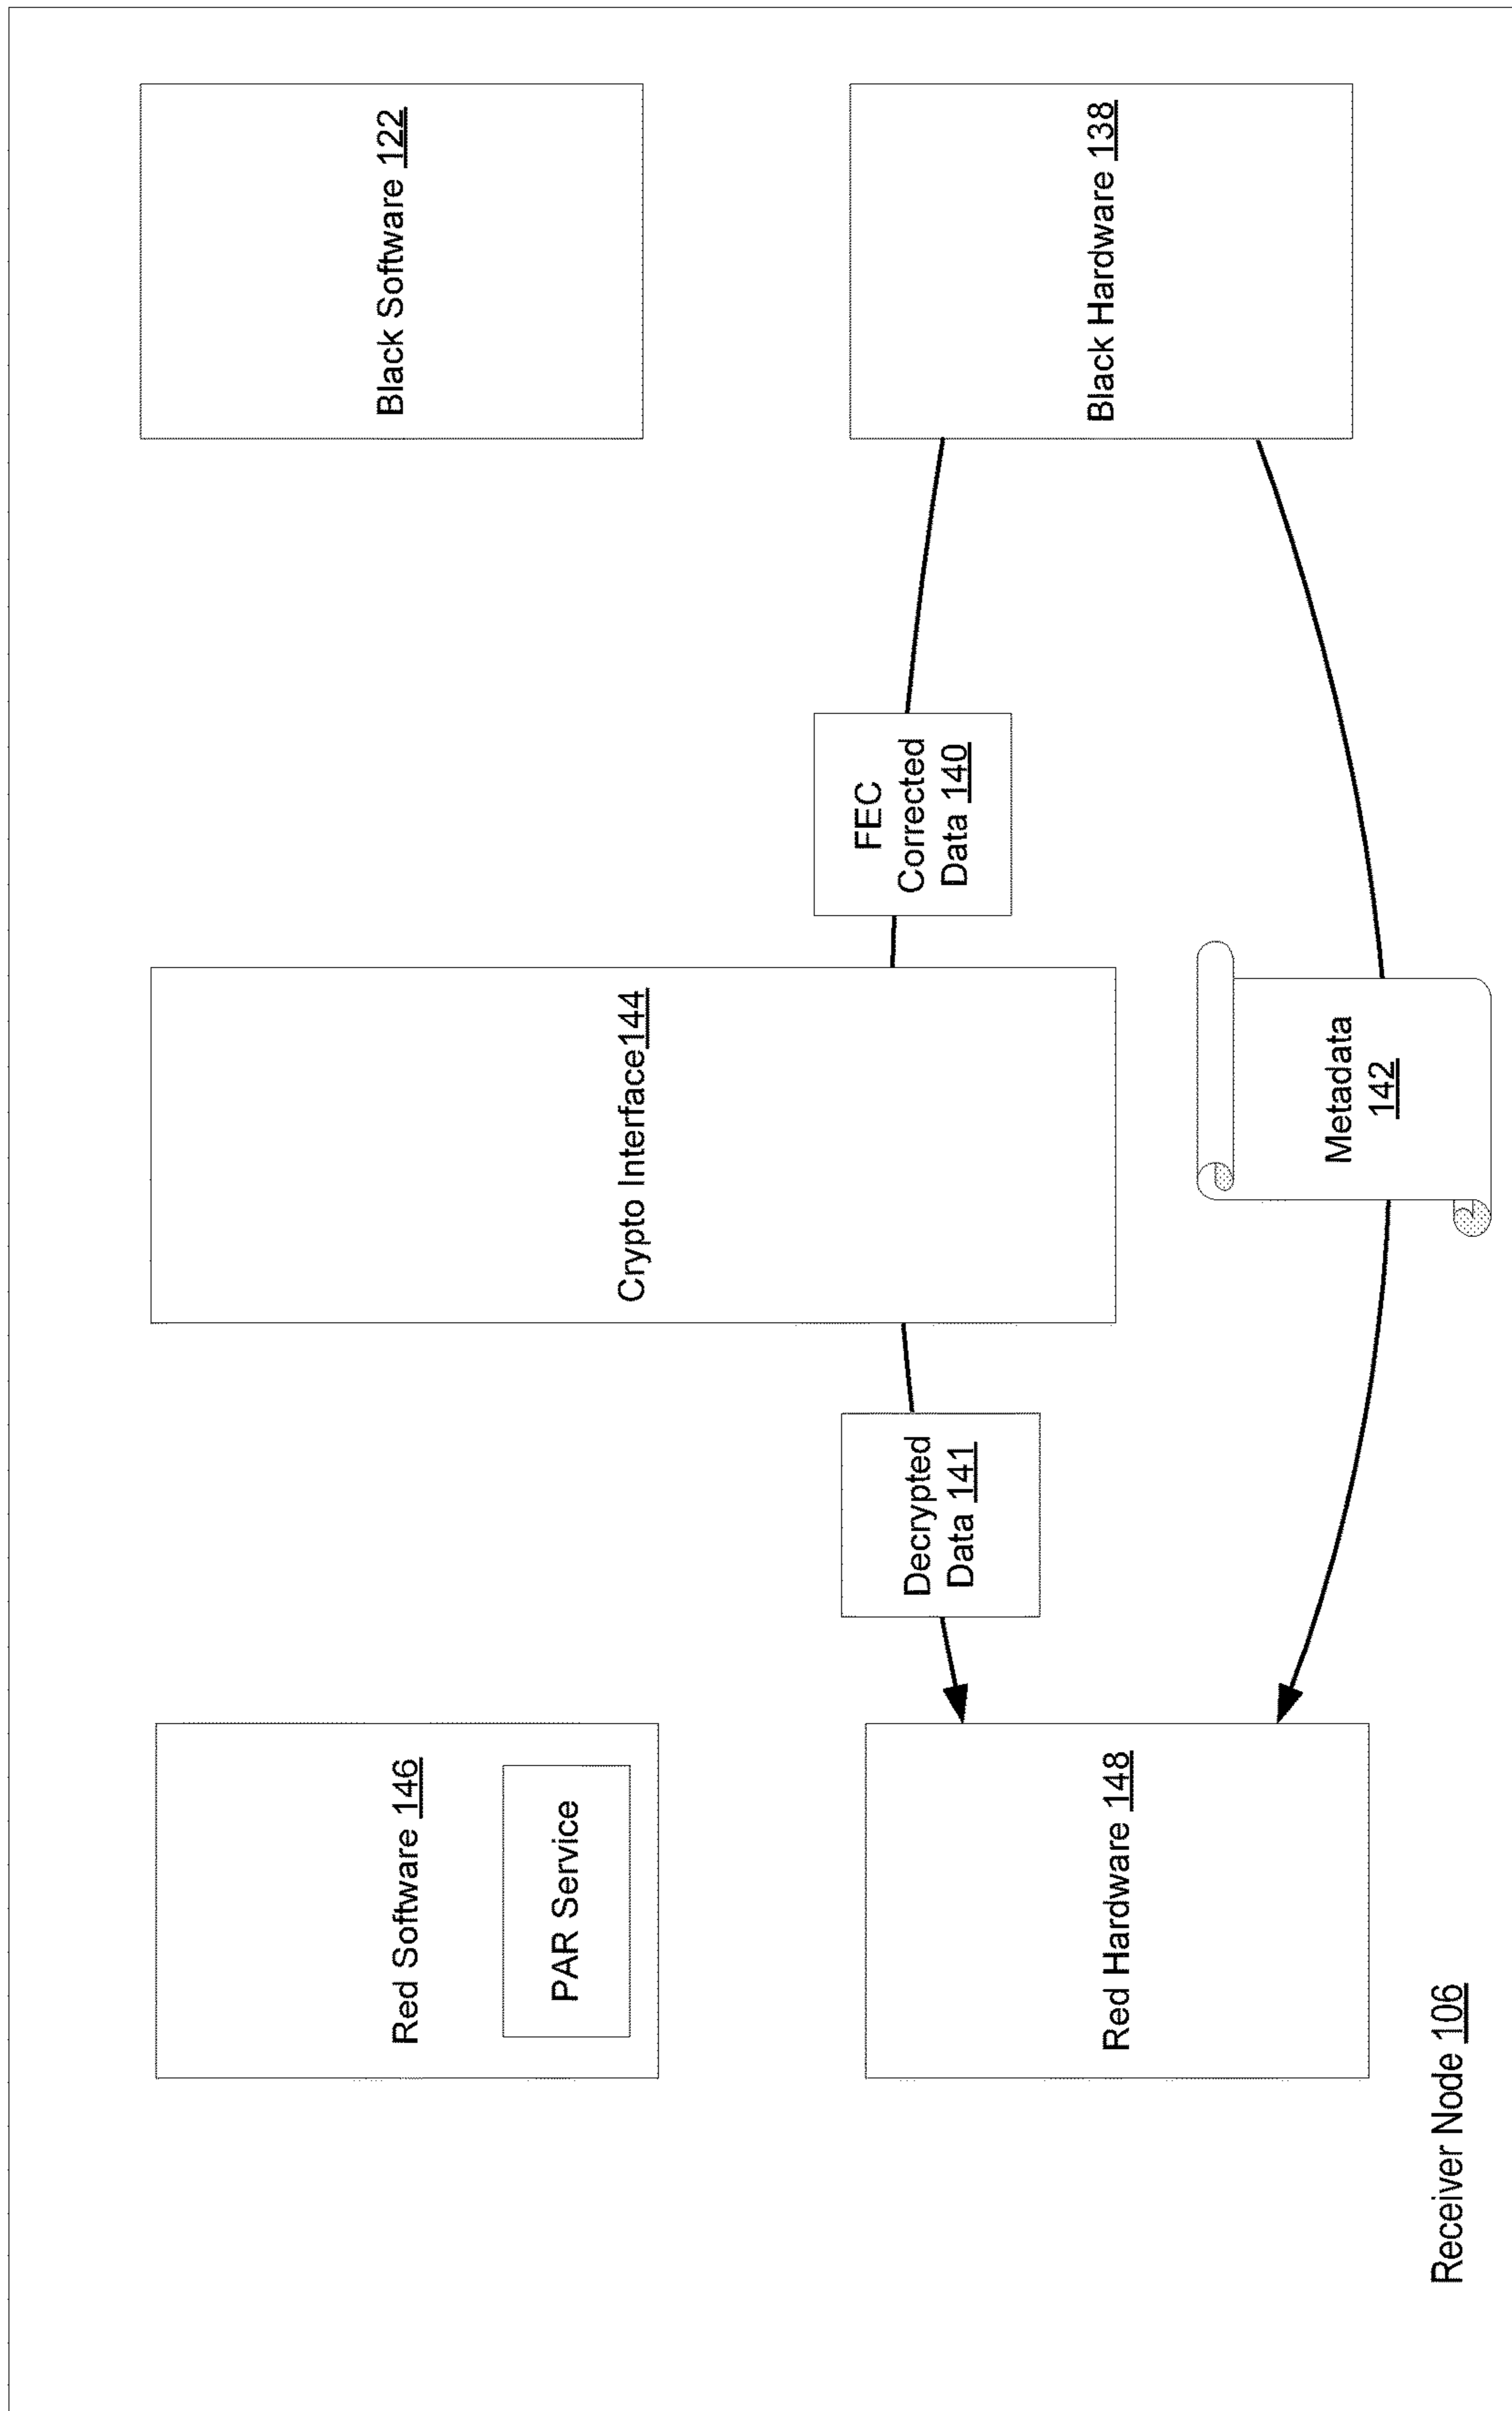 Red Software 146
PAR Service
Crypto Interface144
Black Software 122
Decrypted
Data 141
FEC
Corrected
Data 140
Red Hardware 148
Black Hardware 138
Metadata
142
Receiver Node 106